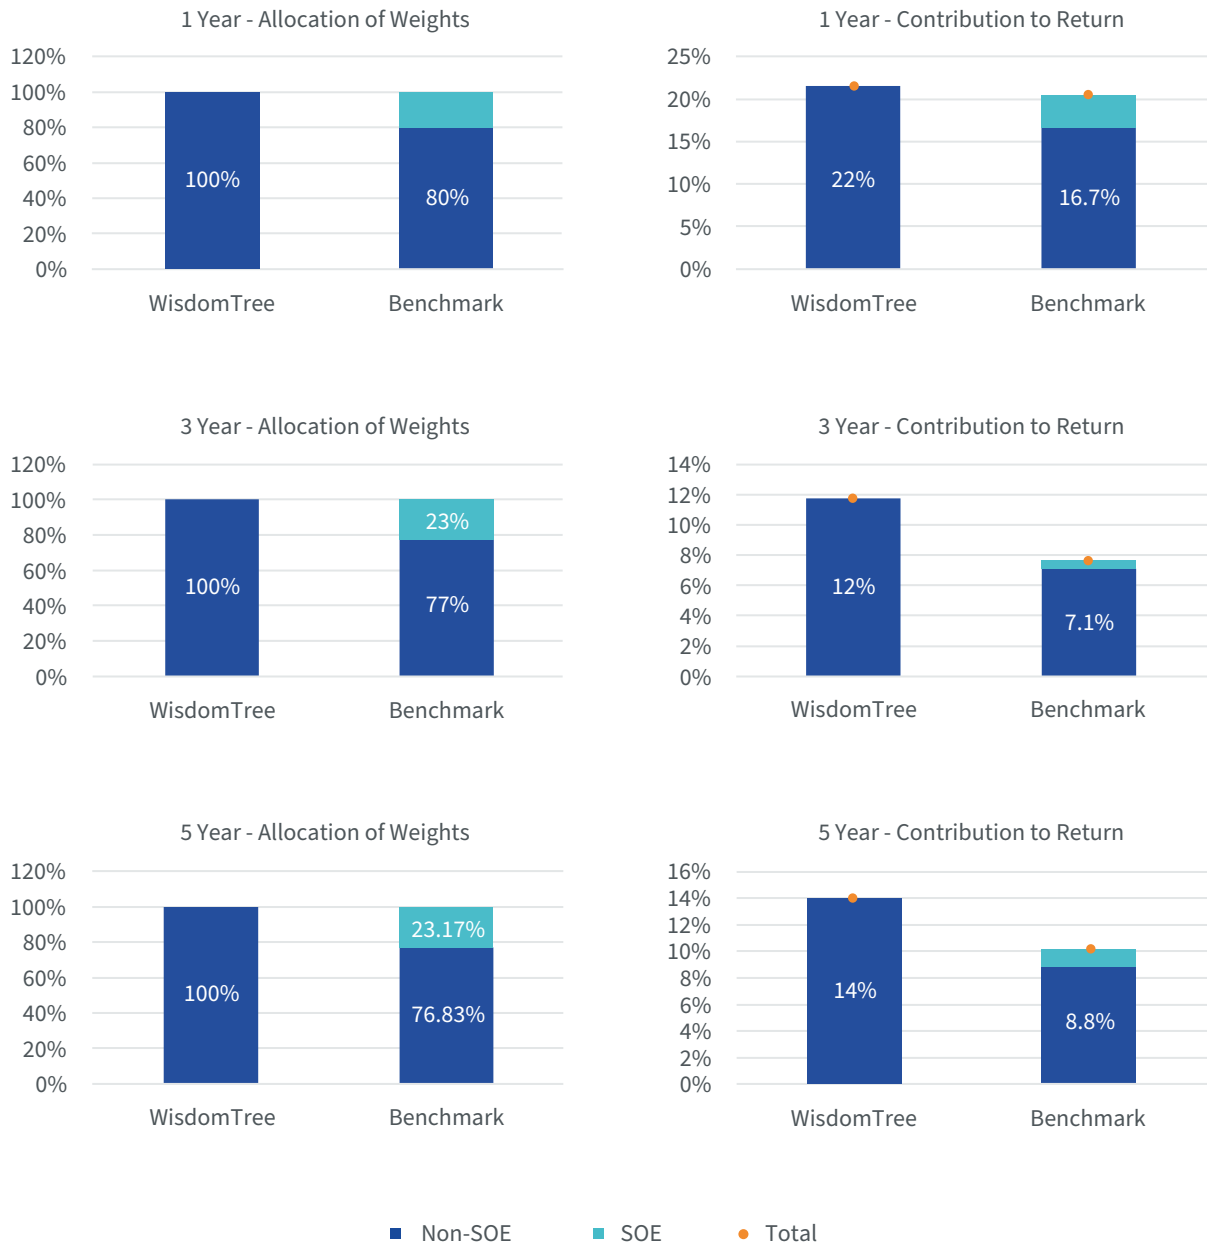 1 Year - Allocation of Weights
120%
100%
80%
60%
40%
20%
0%
100%
80%
WisdomTree
Benchmark
1 Year - Contribution to Return
25%
20%
15%
10%
5%
0%
22%
16.7%
WisdomTree
Benchmark
3 Year - Allocation of Weights
120%
100%
80%
60%
40%
20%
0%
100%
23%
77%
WisdomTree
Benchmark
3 Year - Contribution to Return
14%
12%
10%
8%
6%
4%
2%
0%
12%
7.1%
WisdomTree
Benchmark
5 Year - Allocation of Weights
120%
100%
80%
60%
40%
20%
0%
100%
23.17%
76.83%
WisdomTree
Benchmark
5 Year - Contribution to Return
16%
14%
12%
10%
8%
6%
4%
2%
0%
14%
8.8%
WisdomTree
Benchmark
Non-SOE
SOE
Total